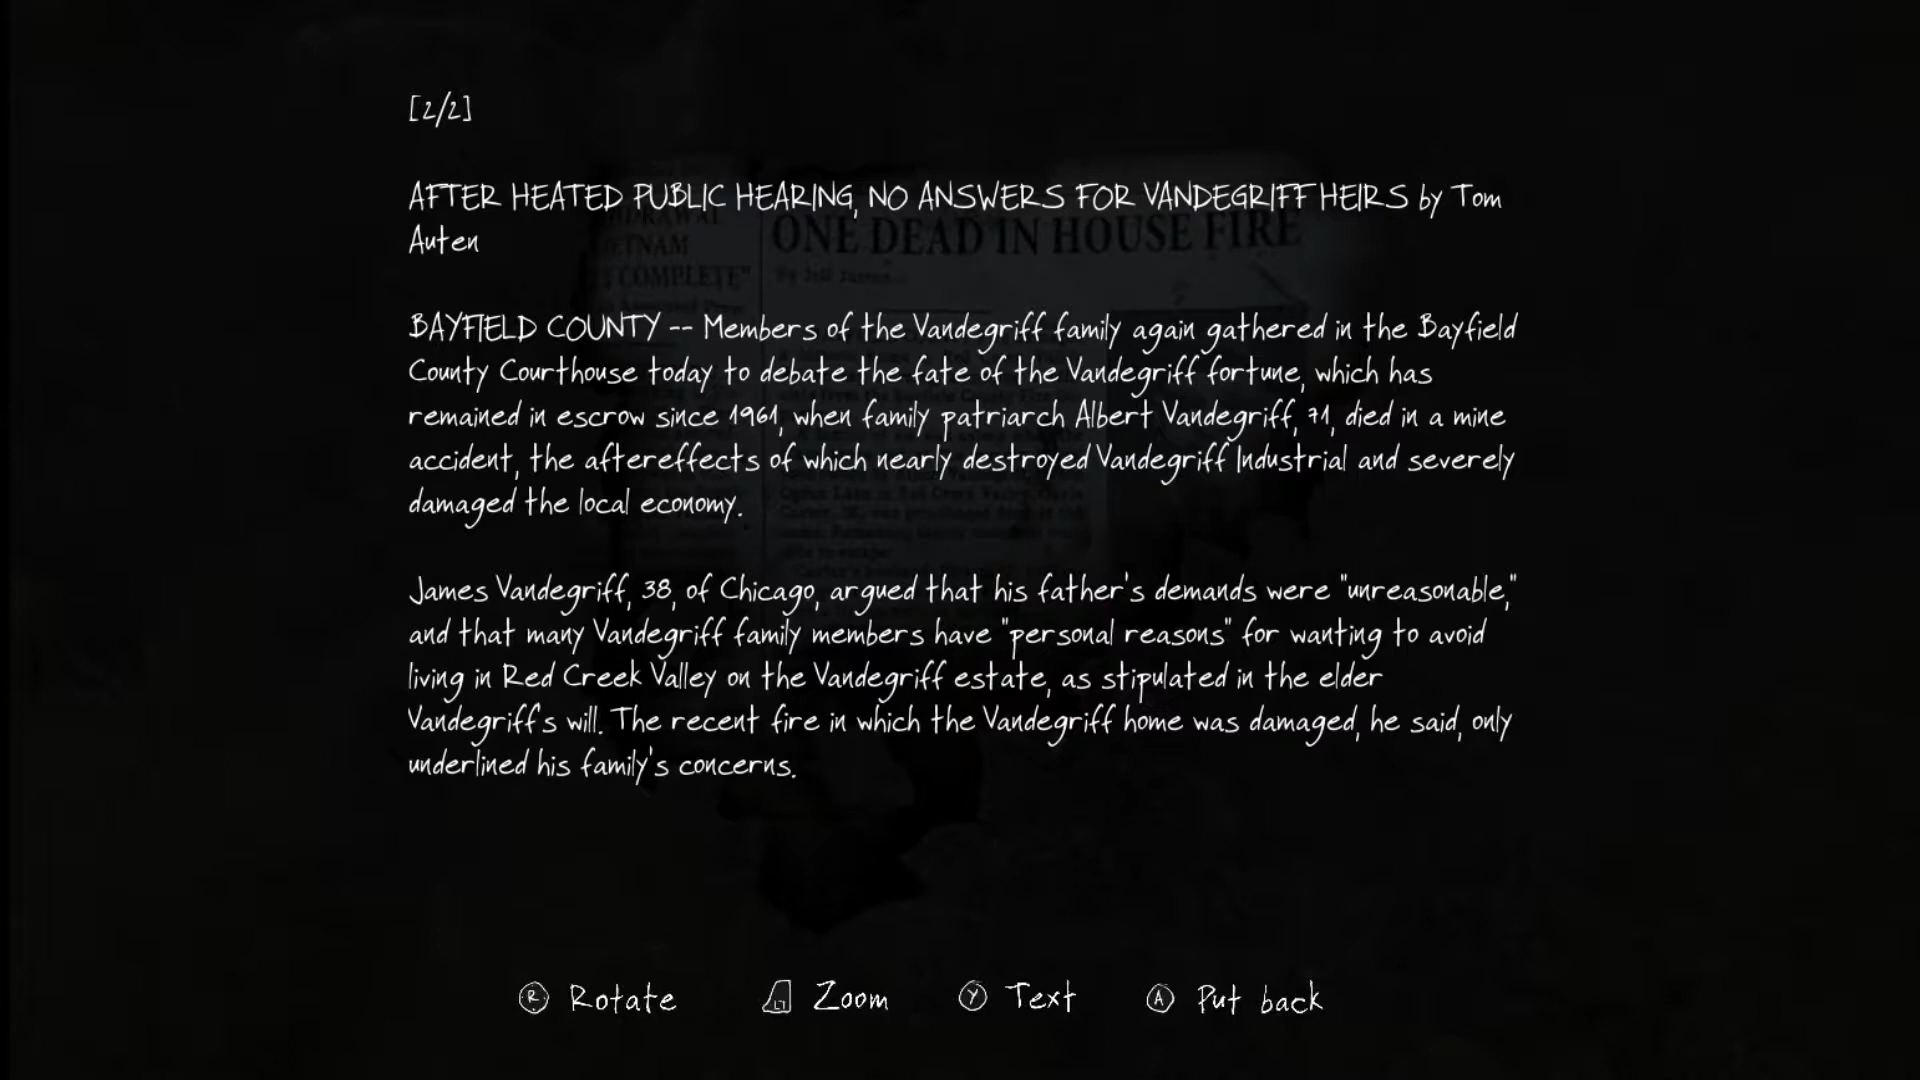 [2/2]
AFTER HEATED PUBLIC HEARING, NO ANSWERS FOR VANDEGRIFF HEIRS by Tom
Auten
ONE DEAD IN HOUSE FIRE
COMPLETE"
BAYFIELD COUNTY -- Members of the Vandegriff family again gathered in the Bayfield
County Courthouse today to debate the fate of the Vandegriff fortune, which has
remained in escrow since 1961, when family patriarch Albert Vandegriff, 71, died in a mine
accident, the aftereffects of which nearly destroyed Vandegriff Industrial and severely
damaged the local economy.
James Vandegriff, 38, of Chicago, argued that his father's demands were "unreasonable,"
and that many Vandegriff family members have "personal reasons" for wanting to avoid
living in Red Creek Valley on the Vandegriff estate, as stipulated in the elder
Vandegriff's will. The recent fire in which the Vandegriff home was damaged, he said, only
underlined his family's concerns.
R Rotate L Zoom Y Text A Put back